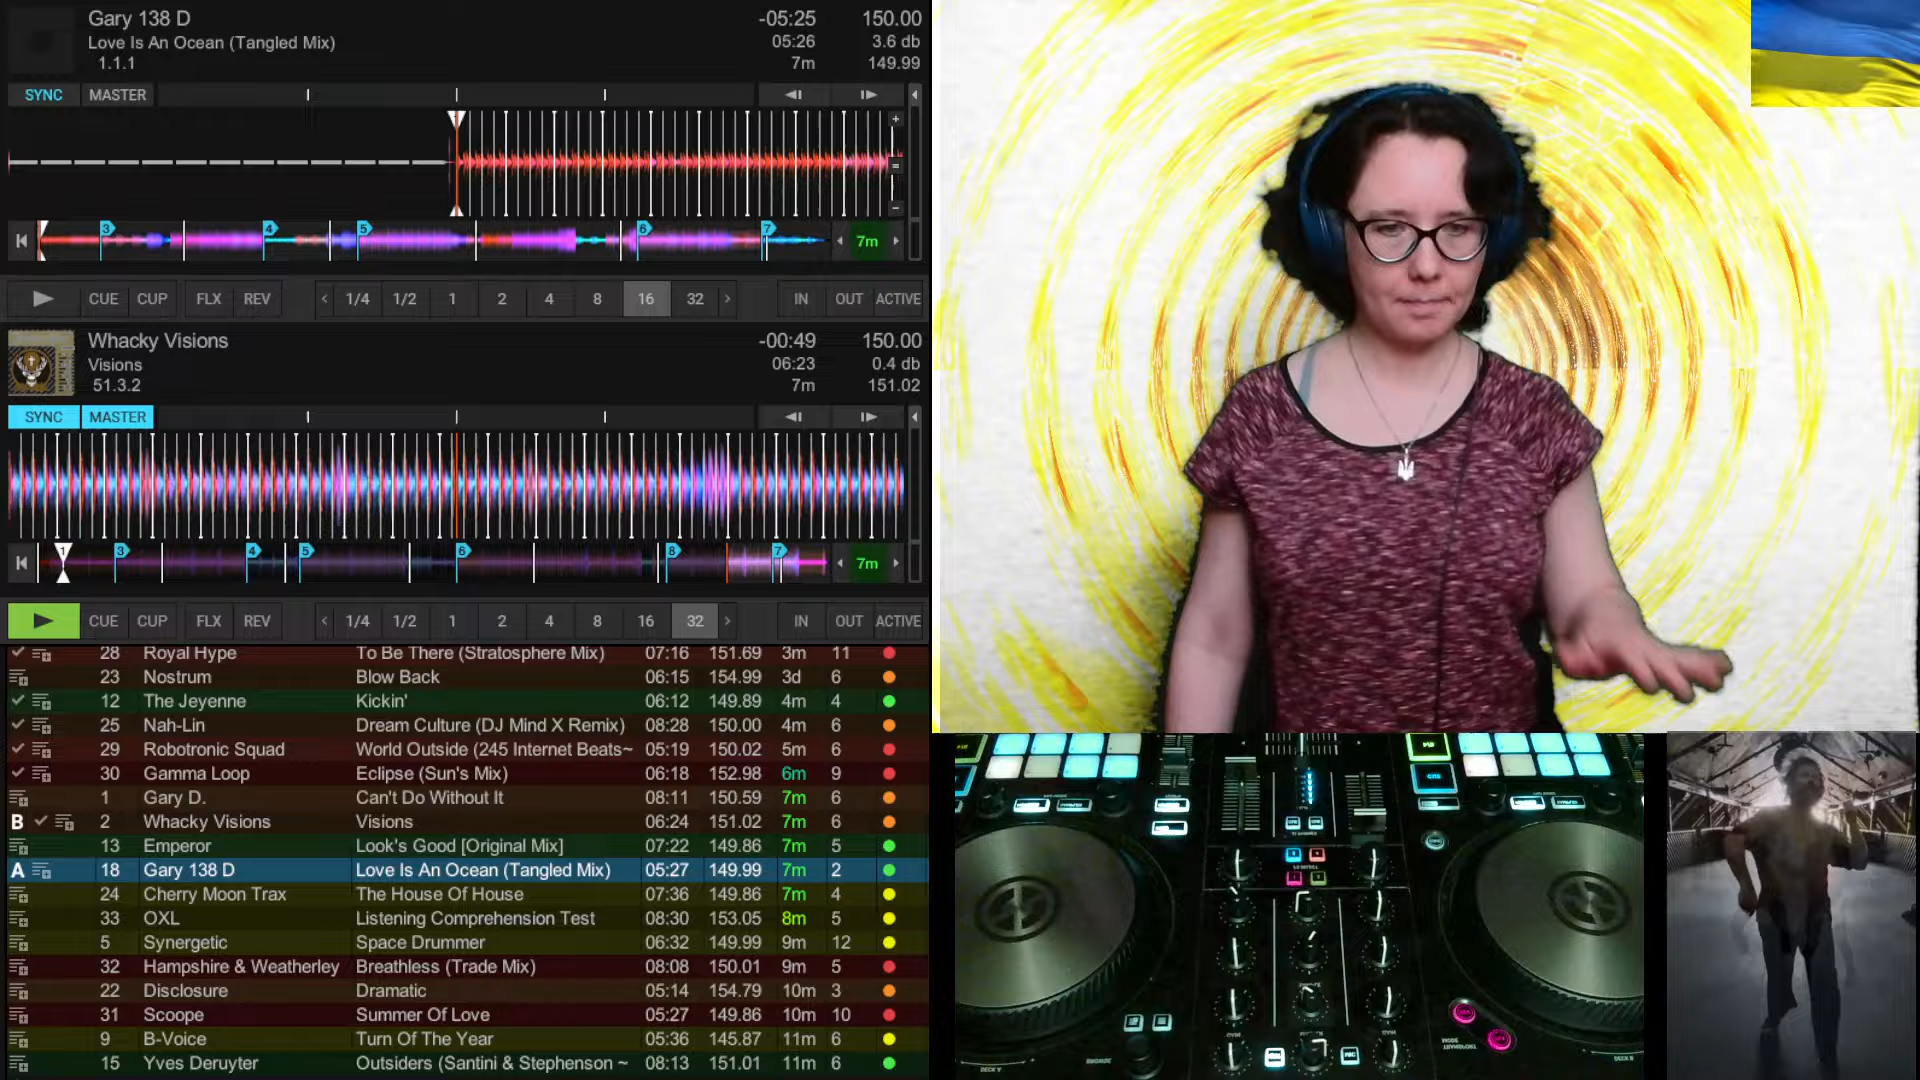 Gary 138 D -05:25 150.00
Love Is An Ocean (Tangled Mix) 05:26 3.6 db
1.1.1 7m 149.99
SYNC MASTER
3 4 5 6 7 7m
CUE CUP FLX REV 1/4 1/2 1 2 4 8 16 32 IN OUT ACTIVE
Whacky Visions -00:49 150.00
Visions 06:23 0.4 db
51.3.2 7m 151.02
SYNC MASTER
1 3 4 5 6 8 7 7m
CUE CUP FLX REV 1/4 1/2 1 2 4 8 16 32 IN OUT ACTIVE
28 Royal Hype To Be There (Stratosphere Mix) 07:16 151.69 3m 11
23 Nostrum Blow Back 06:15 154.99 3d 6
12 The Jeyenne Kickin' 06:12 149.89 4m 4
25 Nah-Lin Dream Culture (DJ Mind X Remix) 08:28 150.00 4m 6
29 Robotronic Squad World Outside (245 Internet Beats~ 05:19 150.02 5m 6
30 Gamma Loop Eclipse (Sun's Mix) 06:18 152.98 6m 9
1 Gary D. Can't Do Without It 08:11 150.59 7m 6
B 2 Whacky Visions Visions 06:24 151.02 7m 6
13 Emperor Look's Good [Original Mix] 07:22 149.86 7m 5
A 18 Gary 138 D Love Is An Ocean (Tangled Mix) 05:27 149.99 7m 2
24 Cherry Moon Trax The House Of House 07:36 149.86 7m 4
33 OXL Listening Comprehension Test 08:30 153.05 8m 5
5 Synergetic Space Drummer 06:32 149.99 9m 12
32 Hampshire & Weatherley Breathless (Trade Mix) 08:08 150.01 9m 5
22 Disclosure Dramatic 05:14 154.79 10m 3
31 Scoope Summer Of Love 05:27 149.86 10m 10
9 B-Voice Turn Of The Year 05:36 145.87 11m 6
15 Yves Deruyter Outsiders (Santini & Stephenson ~ 08:13 151.01 11m 6